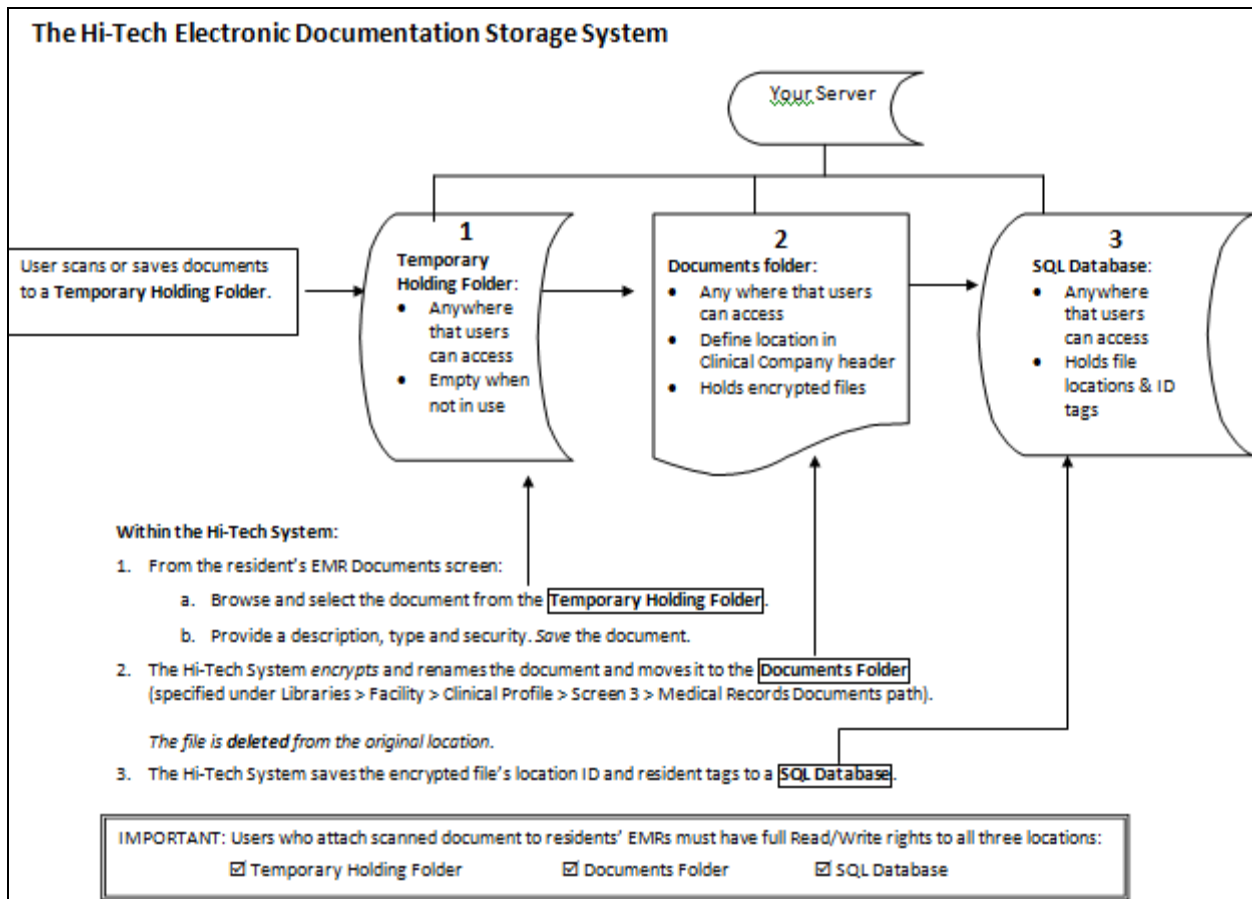 The Hi-Tech Electronic Documentation Storage System
Your Server
User scans or saves documents
to a Temporary Holding Folder.
1
Temporary
Holding Folder:
• Anywhere
that users
can access
• Empty when
not in use
2
Documents folder:
• Any where that users
can access
• Define location in
Clinical Company header
• Holds encrypted files
3
SQL Database:
• Anywhere
that users
can access
• Holds file
locations & ID
tags
Within the Hi-Tech System:
1. From the resident's EMR Documents screen:
a. Browse and select the document from the Temporary Holding Folder.
b. Provide a description, type and security. Save the document.
2. The Hi-Tech System encrypts and renames the document and moves it to the Documents Folder
(specified under Libraries > Facility > Clinical Profile > Screen 3 > Medical Records Documents path).
The file is deleted from the original location.
3. The Hi-Tech System saves the encrypted file's location ID and resident tags to a SQL Database.
IMPORTANT: Users who attach scanned document to residents' EMRs must have full Read/Write rights to all three locations:
☑ Temporary Holding Folder ☑ Documents Folder ☑ SQL Database